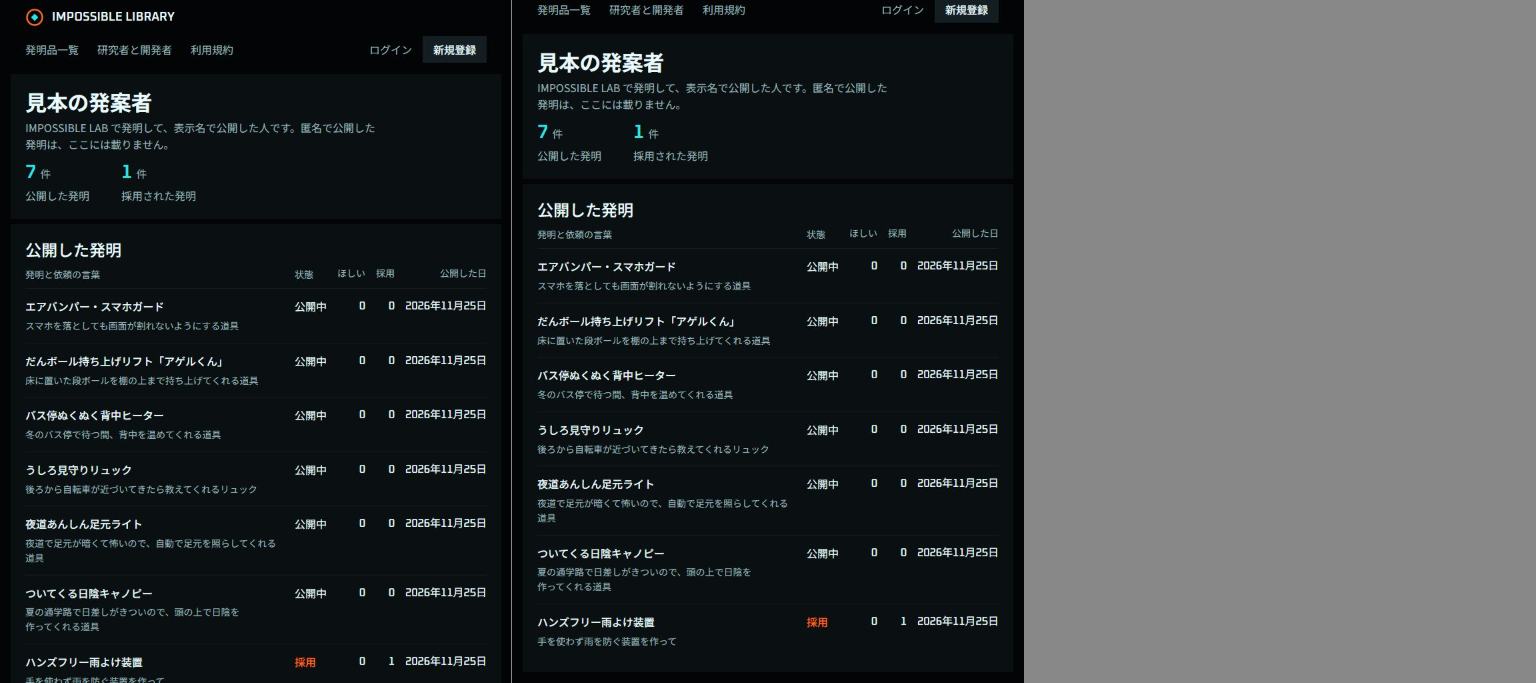 IMPOSSIBLE LIBRARY
発明品一覧 研究者と開発者 利用規約 ログイン 新規登録
見本の発案者
IMPOSSIBLE LAB で発明して、表示名で公開した人です。匿名で公開した
発明は、ここには載りません。
7 件 1 件
公開した発明 採用された発明
公開した発明
発明と依頼の言葉 状態 ほしい 採用 公開した日
エアバンパー・スマホガード 公開中 0 0 2026年11月25日
スマホを落としても画面が割れないようにする道具
だんボール持ち上げリフト「アゲルくん」 公開中 0 0 2026年11月25日
床に置いた段ボールを棚の上まで持ち上げてくれる道具
バス停ぬくぬく背中ヒーター 公開中 0 0 2026年11月25日
冬のバス停で待つ間、背中を温めてくれる道具
うしろ見守りリュック 公開中 0 0 2026年11月25日
後ろから自転車が近づいてきたら教えてくれるリュック
夜道あんしん足元ライト 公開中 0 0 2026年11月25日
夜道で足元が暗くて怖いので、自動で足元を照らしてくれる
道具
ついてくる日陰キャノピー 公開中 0 0 2026年11月25日
夏の通学路で日差しがきついので、頭の上で日陰を
作ってくれる道具
ハンズフリー雨よけ装置 採用 0 1 2026年11月25日
手を使わず雨を防ぐ装置を作って
発明品一覧 研究者と開発者 利用規約 ログイン 新規登録
見本の発案者
IMPOSSIBLE LAB で発明して、表示名で公開した人です。匿名で公開した
発明は、ここには載りません。
7 件 1 件
公開した発明 採用された発明
公開した発明
発明と依頼の言葉 状態 ほしい 採用 公開した日
エアバンパー・スマホガード 公開中 0 0 2026年11月25日
スマホを落としても画面が割れないようにする道具
だんボール持ち上げリフト「アゲルくん」 公開中 0 0 2026年11月25日
床に置いた段ボールを棚の上まで持ち上げてくれる道具
バス停ぬくぬく背中ヒーター 公開中 0 0 2026年11月25日
冬のバス停で待つ間、背中を温めてくれる道具
うしろ見守りリュック 公開中 0 0 2026年11月25日
後ろから自転車が近づいてきたら教えてくれるリュック
夜道あんしん足元ライト 公開中 0 0 2026年11月25日
夜道で足元が暗くて怖いので、自動で足元を照らしてくれる
道具
ついてくる日陰キャノピー 公開中 0 0 2026年11月25日
夏の通学路で日差しがきついので、頭の上で日陰を
作ってくれる道具
ハンズフリー雨よけ装置 採用 0 1 2026年11月25日
手を使わず雨を防ぐ装置を作って